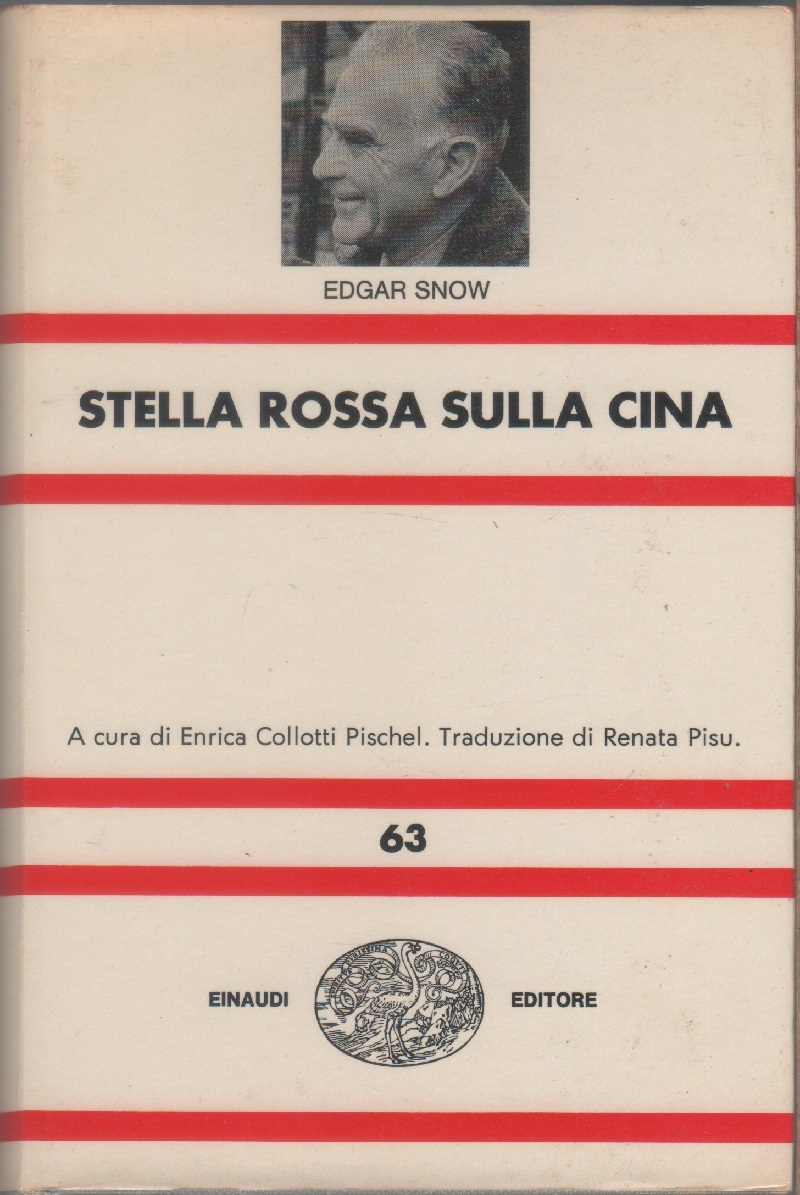 EDGAR SNOW
STELLA ROSSA SULLA CINA
A cura di Enrica Collotti Pischel. Traduzione di Renata Pisu.
63
EINAUDI EDITORE